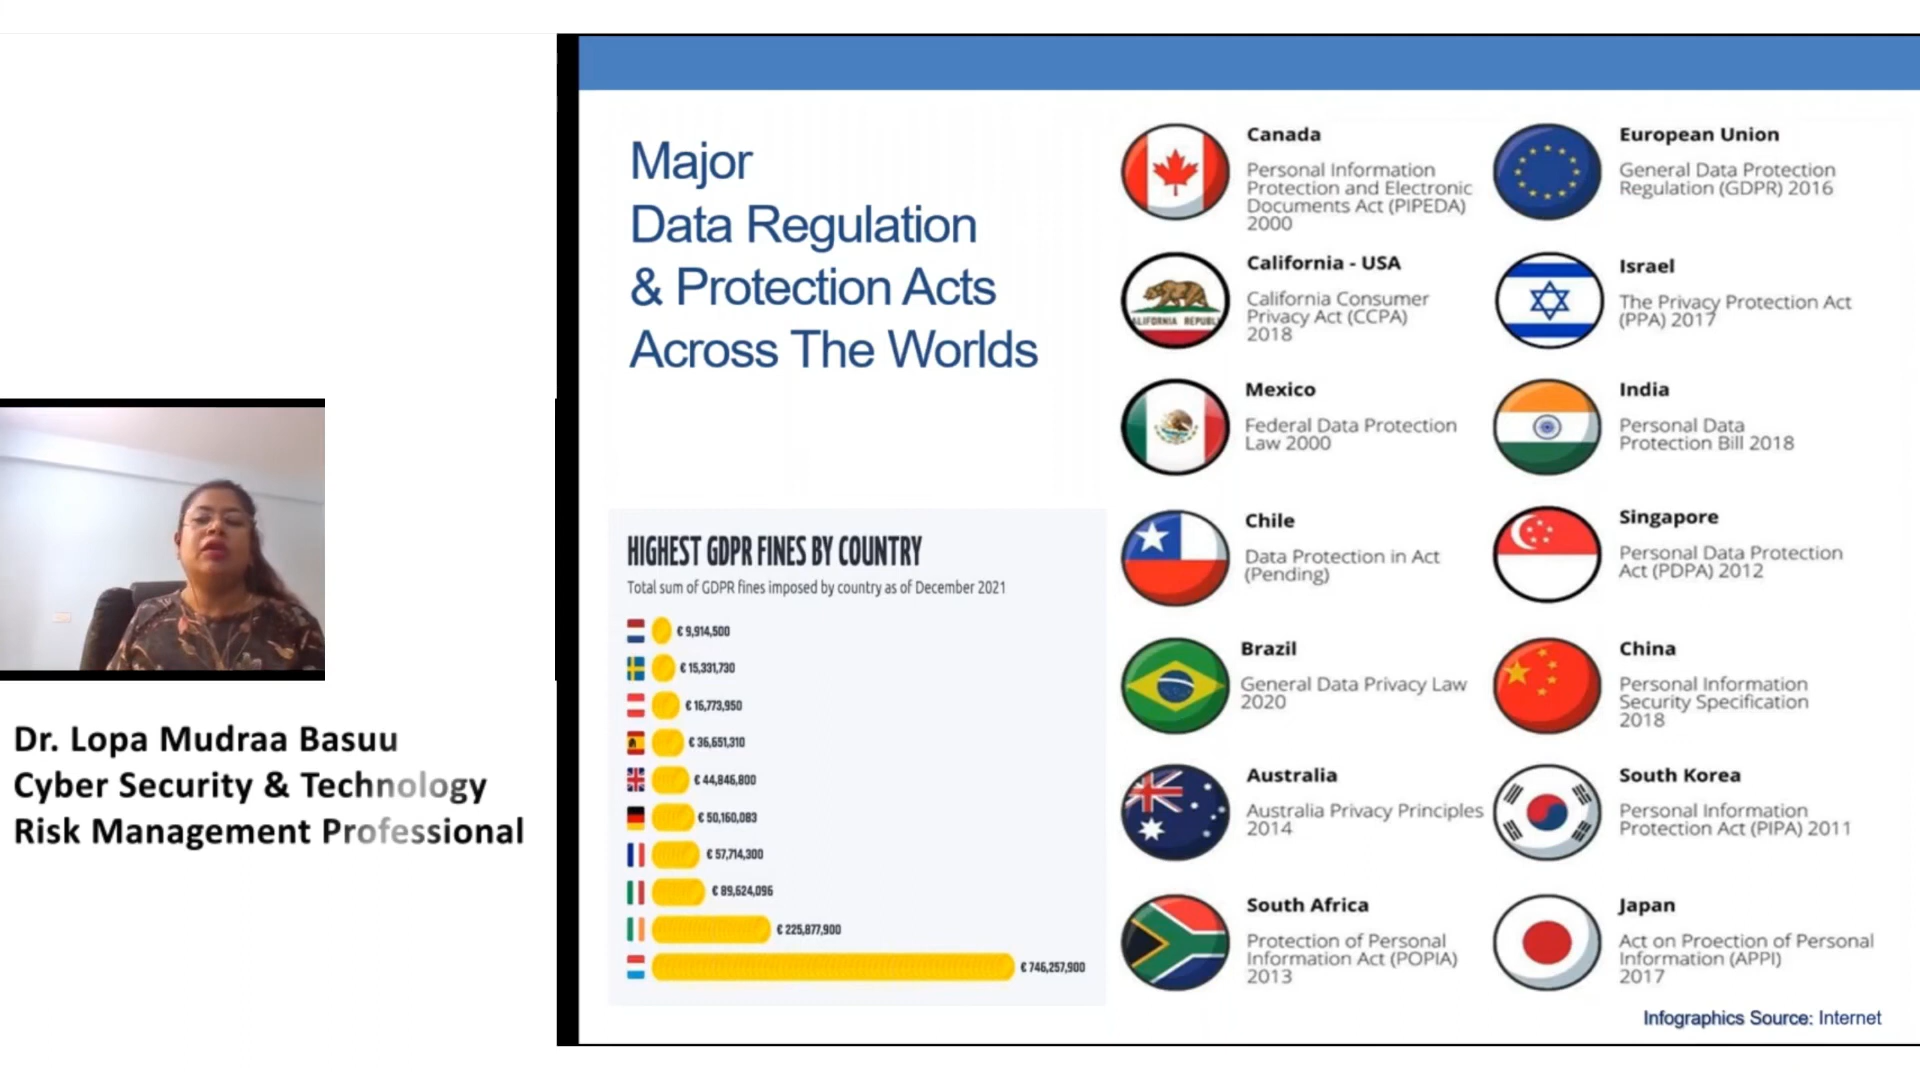 Major
Data Regulation
& Protection Acts
Across The Worlds
HIGHEST GDPR FINES BY COUNTRY
Total sum of GDPR fines imposed by country as of December 2021
€ 9,914,500
€ 15,331,730
€ 16,773,950
€ 36,651,310
€ 44,846,800
€ 50,160,083
€ 57,714,300
€ 89,624,096
€ 225,877,900
€ 746,257,900
Canada
Personal Information
Protection and Electronic
Documents Act (PIPEDA)
2000
European Union
General Data Protection
Regulation (GDPR) 2016
California - USA
California Consumer
Privacy Act (CCPA)
2018
Israel
The Privacy Protection Act
(PPA) 2017
Mexico
Federal Data Protection
Law 2000
India
Personal Data
Protection Bill 2018
Chile
Data Protection in Act
(Pending)
Singapore
Personal Data Protection
Act (PDPA) 2012
Brazil
General Data Privacy Law
2020
China
Personal Information
Security Specification
2018
Australia
Australia Privacy Principles
2014
South Korea
Personal Information
Protection Act (PIPA) 2011
South Africa
Protection of Personal
Information Act (POPIA)
2013
Japan
Act on Proection of Personal
Information (APPI)
2017
Infographics Source: Internet
Dr. Lopa Mudraa Basuu
Cyber Security & Technology
Risk Management Professional